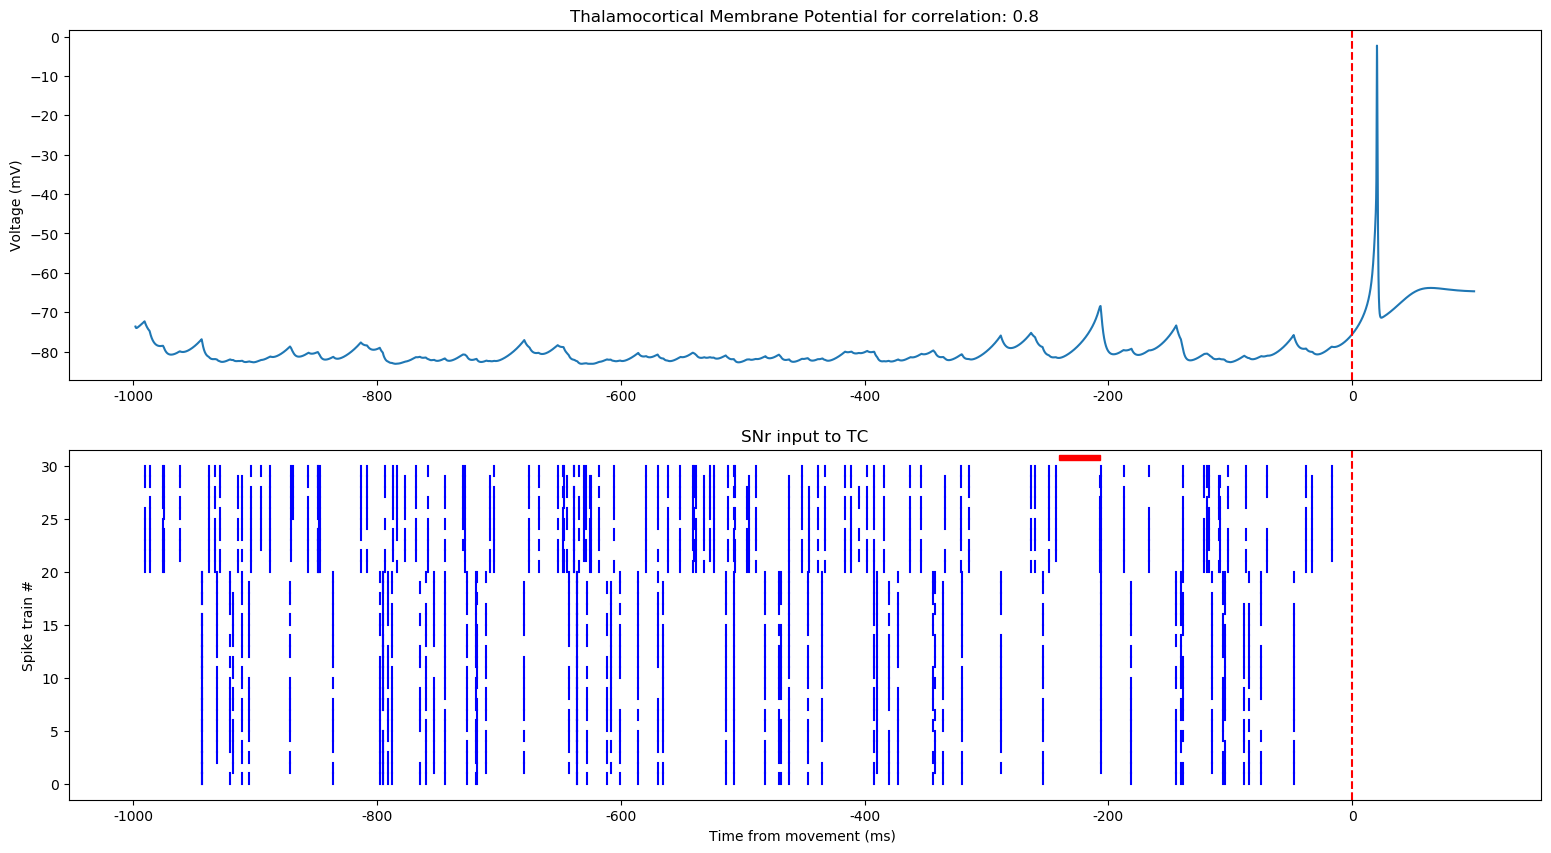 Thalamocortical Membrane Potential for correlation: 0.8
0
−10
−20
−30
−40
−50
−60
−70
−80
Voltage (mV)
-1000 -800 -600 -400 -200 0
SNr input to TC
30
25
20
15
10
5
0
Spike train #
-1000 -800 -600 -400 -200 0
Time from movement (ms)